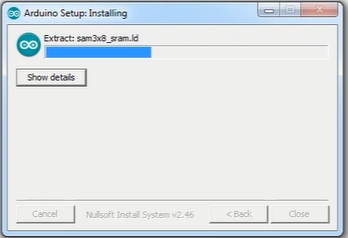 Arduino Setup: Installing
Extract: sam3x8_sram.ld
Show details
Cancel
Nullsoft Install System v2.46
< Back
Close